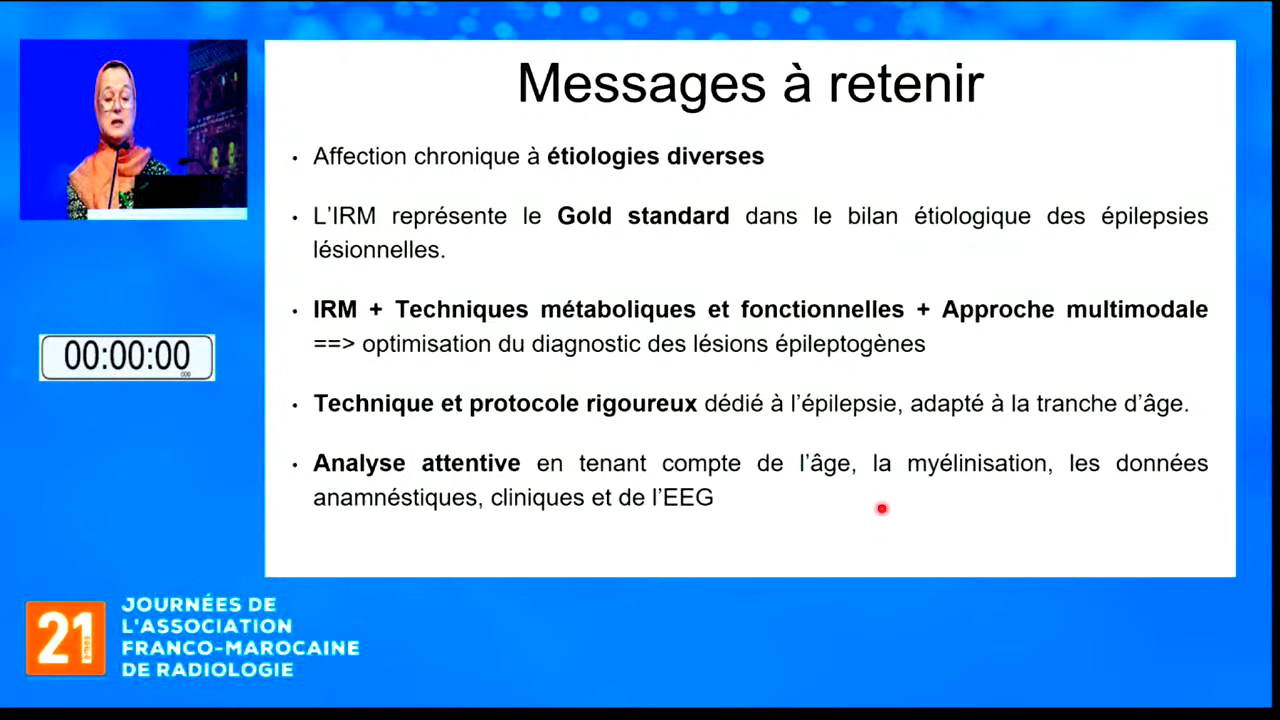 Messages à retenir
• Affection chronique à étiologies diverses
• L'IRM représente le Gold standard dans le bilan étiologique des épilepsies
lésionnelles.
• IRM + Techniques métaboliques et fonctionnelles + Approche multimodale
==> optimisation du diagnostic des lésions épileptogènes
• Technique et protocole rigoureux dédié à l'épilepsie, adapté à la tranche d'âge.
• Analyse attentive en tenant compte de l'âge, la myélinisation, les données
anamnéstiques, cliniques et de l'EEG
00:00:00
21
JOURNÉES DE
L'ASSOCIATION
FRANCO-MAROCAINE
DE RADIOLOGIE